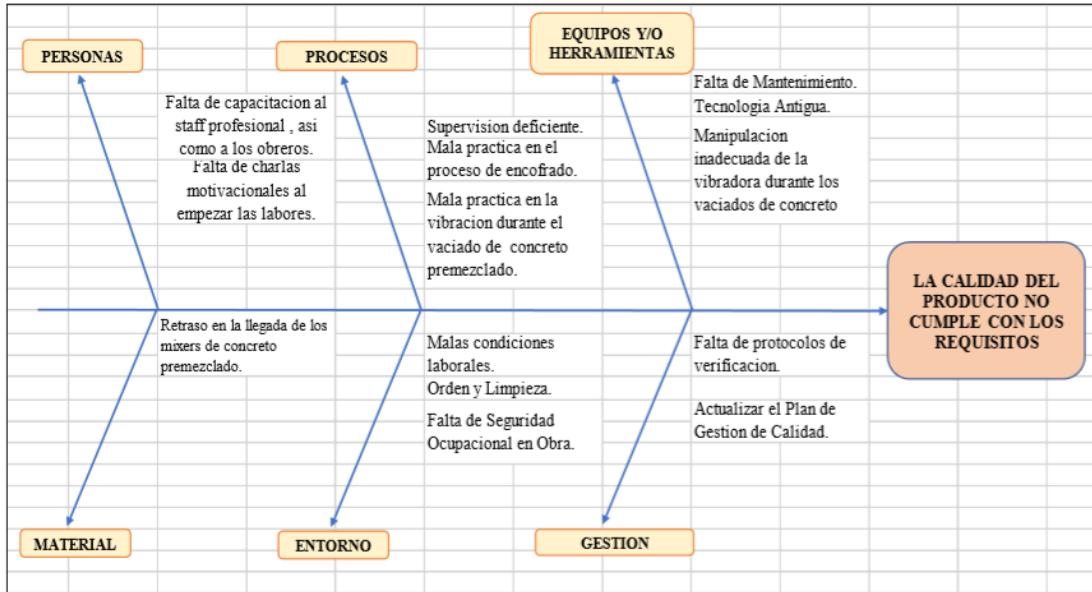 PERSONAS
PROCESOS
EQUIPOS Y/O
HERRAMIENTAS
Falta de capacitacion al
staff profesional , asi
como a los obreros.
Falta de charlas
motivacionales al
empezar las labores.
Supervision deficiente.
Mala practica en el
proceso de encofrado.
Mala practica en la
vibracion durante el
vaciado de concreto
premezclado.
Falta de Mantenimiento.
Tecnologia Antigua.
Manipulacion
inadecuada de la
vibradora durante los
vaciados de concreto
LA CALIDAD DEL
PRODUCTO NO
CUMPLE CON LOS
REQUISITOS
Retraso en la llegada de los
mixers de concreto
premezclado.
Malas condiciones
laborales.
Orden y Limpieza.
Falta de Seguridad
Ocupacional en Obra.
Falta de protocolos de
verificacion.
Actualizar el Plan de
Gestion de Calidad.
MATERIAL
ENTORNO
GESTION